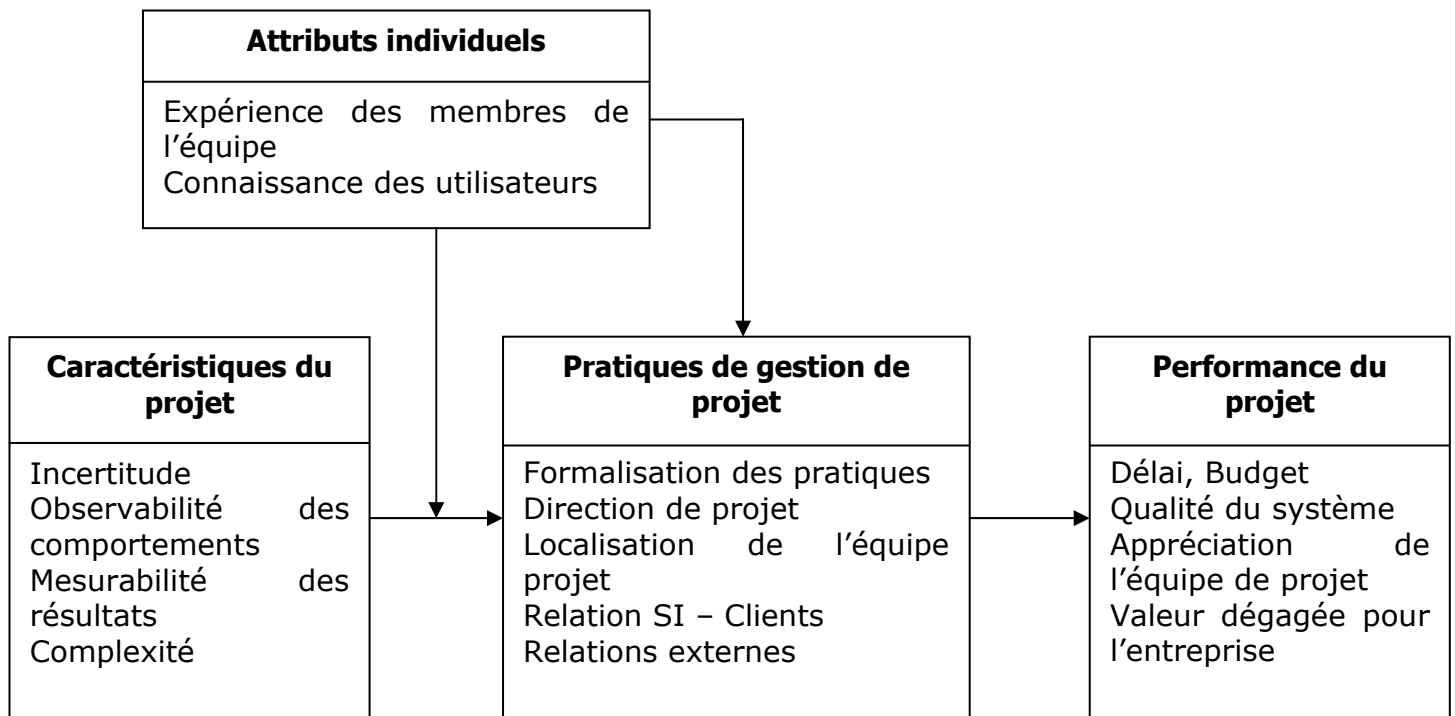 Attributs individuels
Expérience des membres de
l’équipe
Connaissance des utilisateurs
Caractéristiques du
projet
Incertitude
Observabilité des
comportements
Mesurabilité des
résultats
Complexité
Pratiques de gestion de
projet
Formalisation des pratiques
Direction de projet
Localisation de l’équipe
projet
Relation SI – Clients
Relations externes
Performance du
projet
Délai, Budget
Qualité du système
Appréciation de
l’équipe de projet
Valeur dégagée pour
l’entreprise